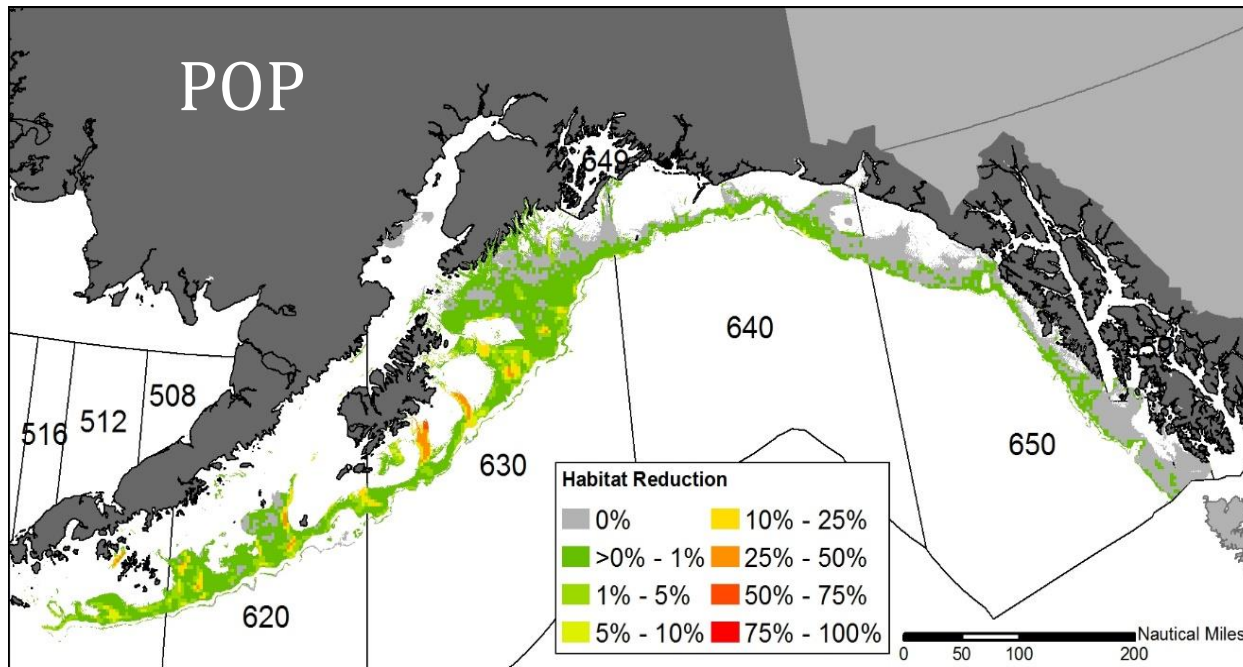 POP
649
640
508
512
516
650
630
620
Habitat Reduction
0%
>0% - 1%
1% - 5%
5% - 10%
10% - 25%
25% - 50%
50% - 75%
75% - 100%
Nautical Miles
0 50 100 200